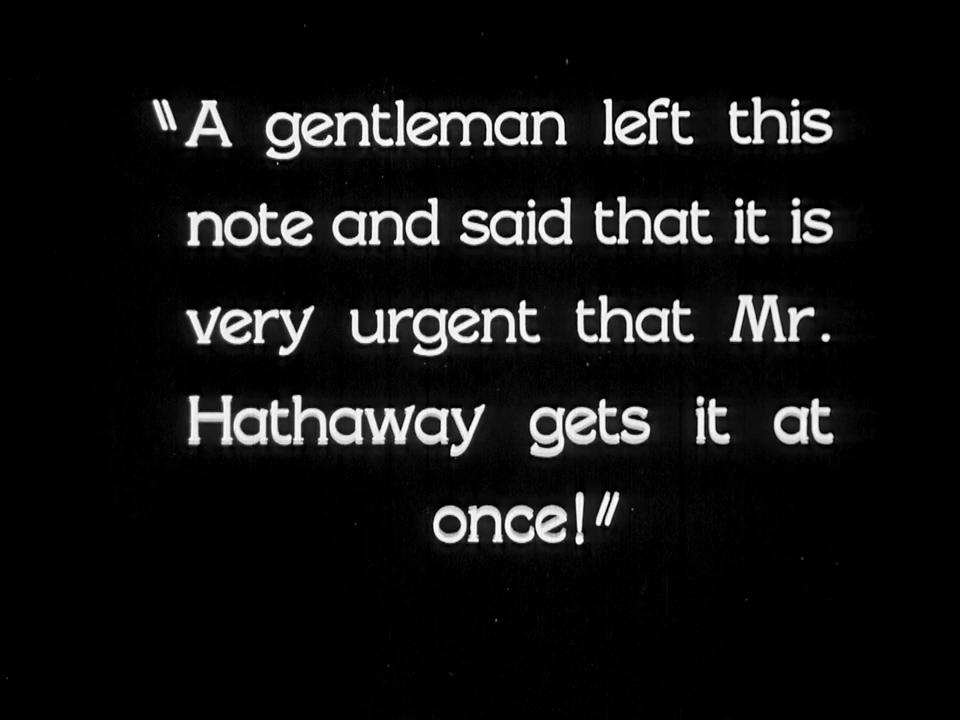 "A gentleman left this
note and said that it is
very urgent that Mr.
Hathaway gets it at
once!"